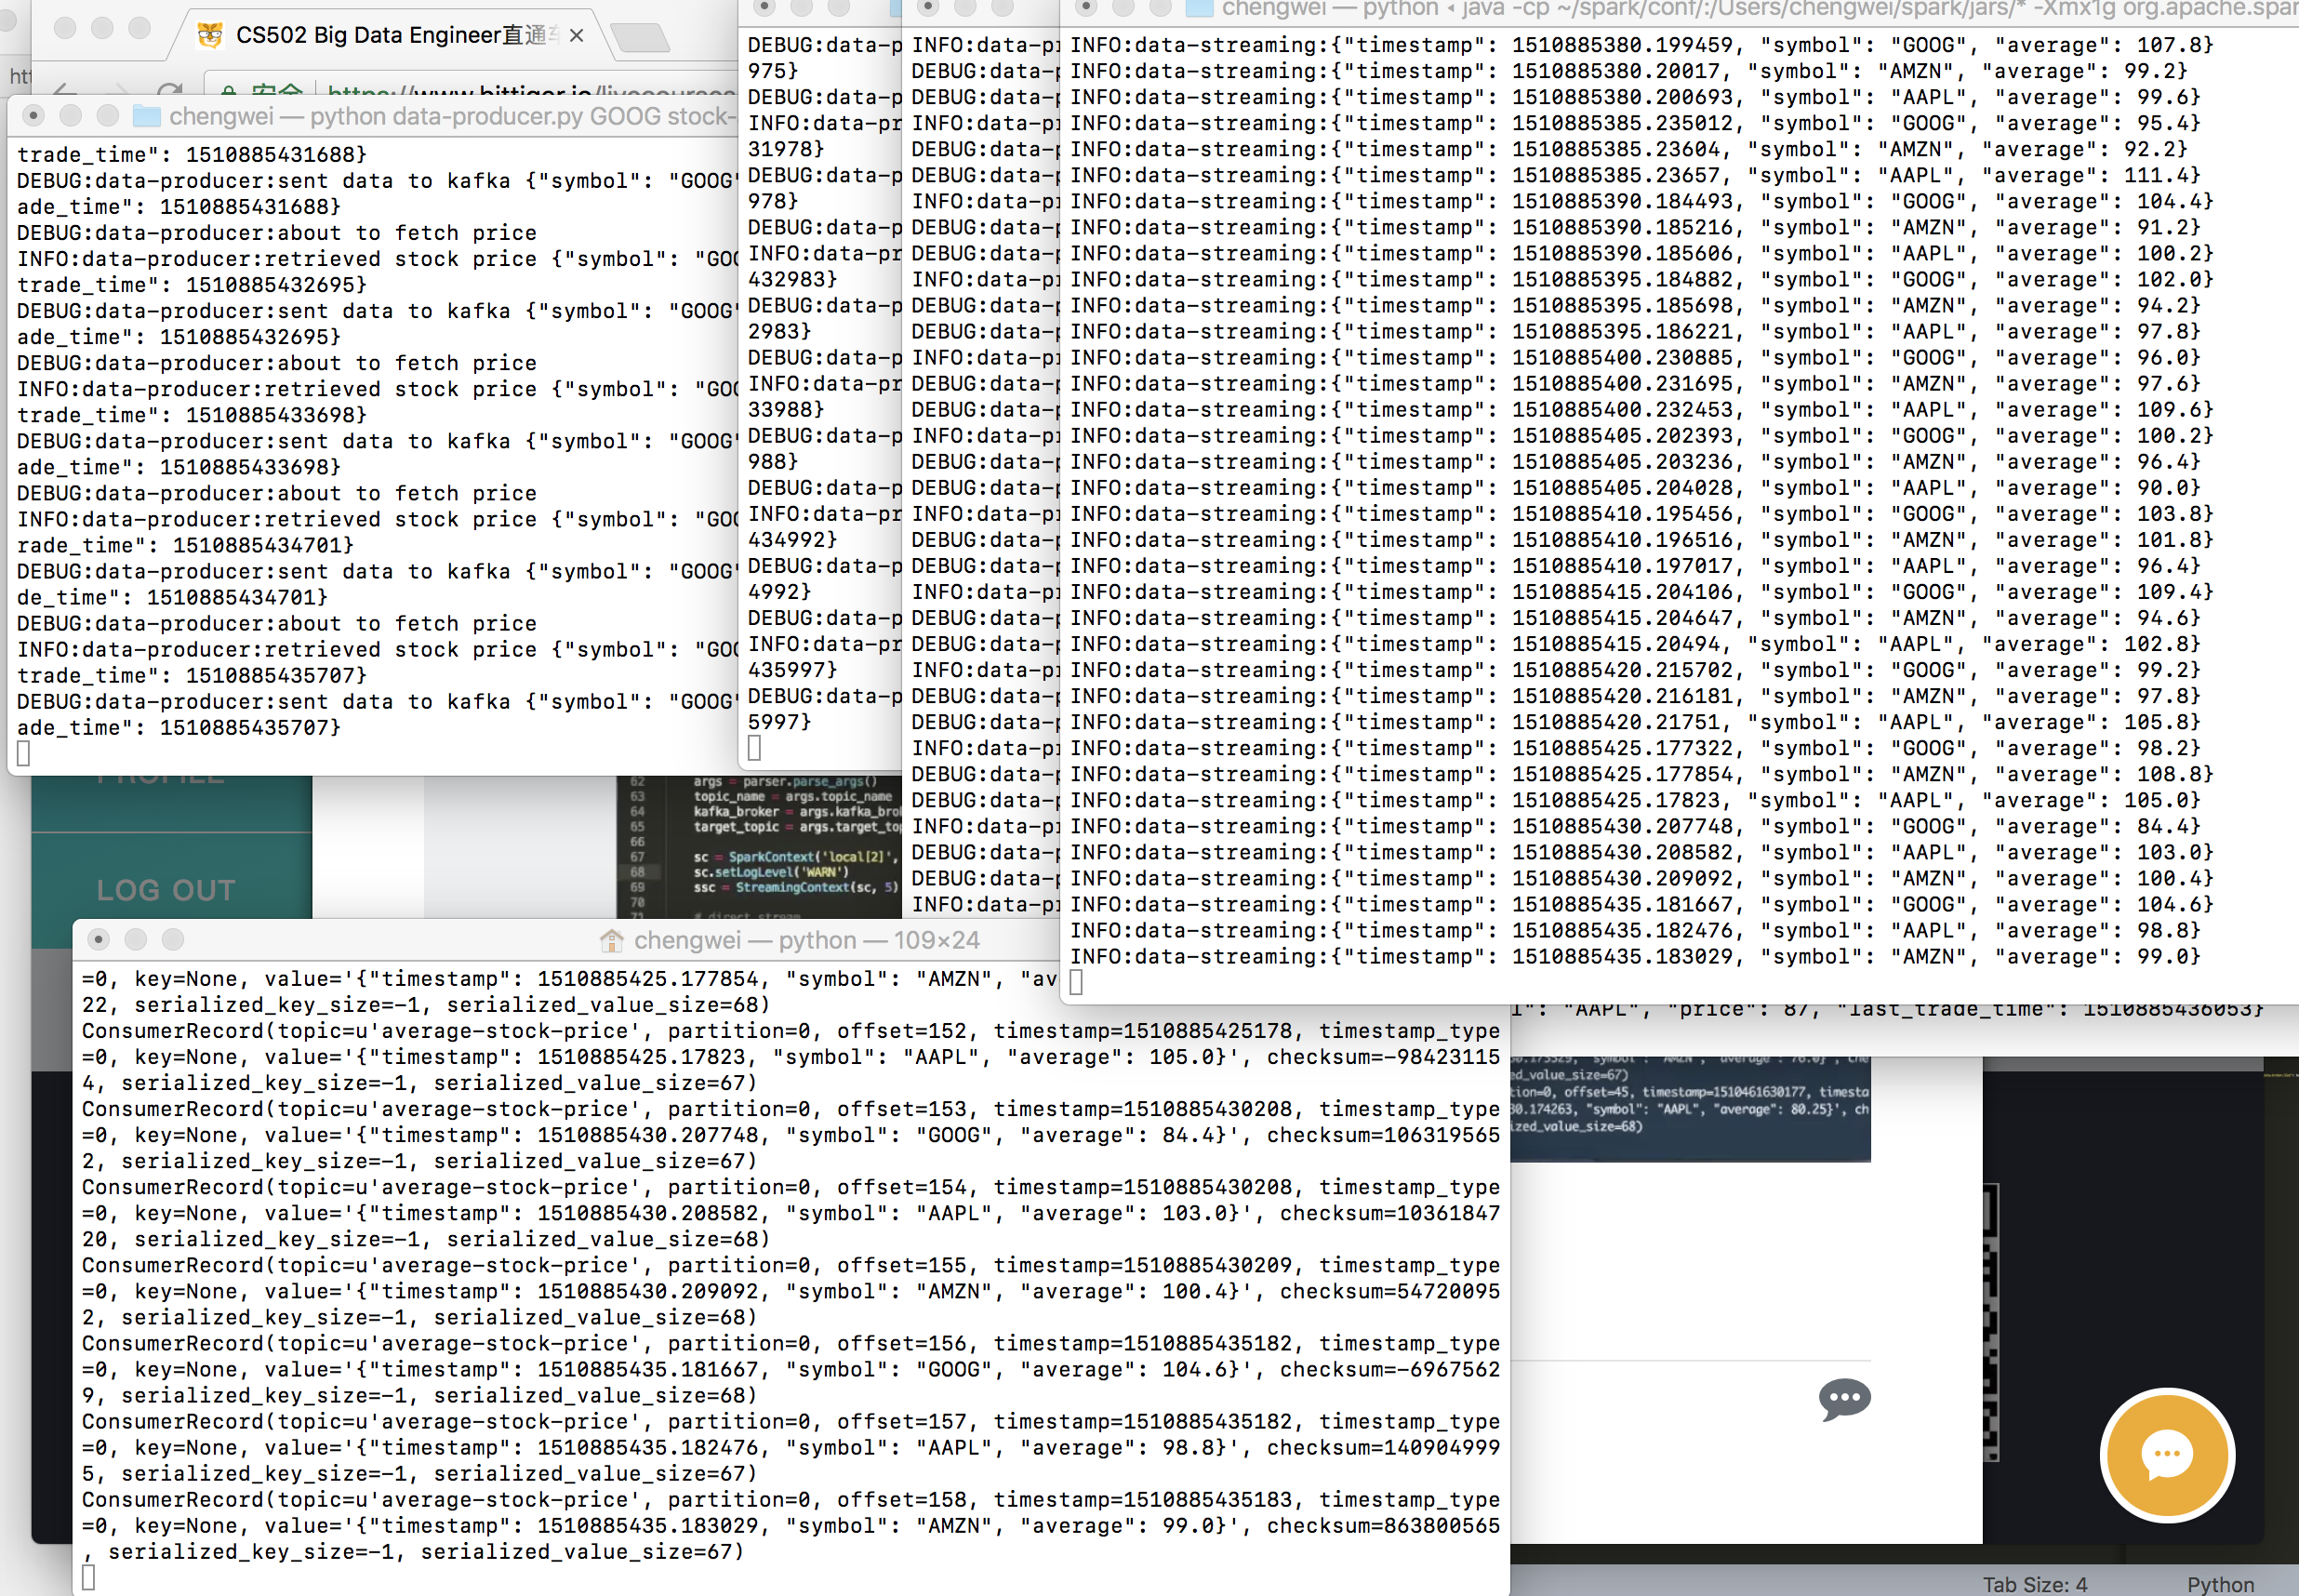 CS502 Big Data Engineer直通
https://www.bittiger.io/livecourses
chengwei — python data-producer.py GOOG stock-
trade_time": 1510885431688}
DEBUG:data-producer:sent data to kafka {"symbol": "GOOG"
ade_time": 1510885431688}
DEBUG:data-producer:about to fetch price
INFO:data-producer:retrieved stock price {"symbol": "GOO
trade_time": 1510885432695}
DEBUG:data-producer:sent data to kafka {"symbol": "GOOG"
ade_time": 1510885432695}
DEBUG:data-producer:about to fetch price
INFO:data-producer:retrieved stock price {"symbol": "GOO
trade_time": 1510885433698}
DEBUG:data-producer:sent data to kafka {"symbol": "GOOG"
ade_time": 1510885433698}
DEBUG:data-producer:about to fetch price
INFO:data-producer:retrieved stock price {"symbol": "GOO
rade_time": 1510885434701}
DEBUG:data-producer:sent data to kafka {"symbol": "GOOG"
de_time": 1510885434701}
DEBUG:data-producer:about to fetch price
INFO:data-producer:retrieved stock price {"symbol": "GOO
trade_time": 1510885435707}
DEBUG:data-producer:sent data to kafka {"symbol": "GOOG"
ade_time": 1510885435707}
DEBUG:data-p
975}
DEBUG:data-p
INFO:data-pr
31978}
DEBUG:data-p
978}
DEBUG:data-p
INFO:data-pr
432983}
DEBUG:data-p
2983}
DEBUG:data-p
INFO:data-pr
33988}
DEBUG:data-p
988}
DEBUG:data-p
INFO:data-pr
434992}
DEBUG:data-p
4992}
DEBUG:data-p
INFO:data-pr
435997}
DEBUG:data-p
5997}
INFO:data-pr
DEBUG:data-p
DEBUG:data-p
INFO:data-pr
DEBUG:data-p
DEBUG:data-p
INFO:data-pr
DEBUG:data-p
DEBUG:data-p
INFO:data-pr
DEBUG:data-p
DEBUG:data-p
INFO:data-pr
DEBUG:data-p
DEBUG:data-p
INFO:data-pr
DEBUG:data-p
DEBUG:data-p
INFO:data-pr
DEBUG:data-p
DEBUG:data-p
INFO:data-pr
DEBUG:data-p
DEBUG:data-p
INFO:data-pr
DEBUG:data-p
DEBUG:data-p
INFO:data-pr
DEBUG:data-p
DEBUG:data-p
INFO:data-pr
DEBUG:data-p
DEBUG:data-p
INFO:data-pr
chengwei — python ◂ java -cp ~/spark/conf/:/Users/chengwei/spark/jars/* -Xmx1g org.apache.spar
INFO:data-streaming:{"timestamp": 1510885380.199459, "symbol": "GOOG", "average": 107.8}
INFO:data-streaming:{"timestamp": 1510885380.20017, "symbol": "AMZN", "average": 99.2}
INFO:data-streaming:{"timestamp": 1510885380.200693, "symbol": "AAPL", "average": 99.6}
INFO:data-streaming:{"timestamp": 1510885385.235012, "symbol": "GOOG", "average": 95.4}
INFO:data-streaming:{"timestamp": 1510885385.23604, "symbol": "AMZN", "average": 92.2}
INFO:data-streaming:{"timestamp": 1510885385.23657, "symbol": "AAPL", "average": 111.4}
INFO:data-streaming:{"timestamp": 1510885390.184493, "symbol": "GOOG", "average": 104.4}
INFO:data-streaming:{"timestamp": 1510885390.185216, "symbol": "AMZN", "average": 91.2}
INFO:data-streaming:{"timestamp": 1510885390.185606, "symbol": "AAPL", "average": 100.2}
INFO:data-streaming:{"timestamp": 1510885395.184882, "symbol": "GOOG", "average": 102.0}
INFO:data-streaming:{"timestamp": 1510885395.185698, "symbol": "AMZN", "average": 94.2}
INFO:data-streaming:{"timestamp": 1510885395.186221, "symbol": "AAPL", "average": 97.8}
INFO:data-streaming:{"timestamp": 1510885400.230885, "symbol": "GOOG", "average": 96.0}
INFO:data-streaming:{"timestamp": 1510885400.231695, "symbol": "AMZN", "average": 97.6}
INFO:data-streaming:{"timestamp": 1510885400.232453, "symbol": "AAPL", "average": 109.6}
INFO:data-streaming:{"timestamp": 1510885405.202393, "symbol": "GOOG", "average": 100.2}
INFO:data-streaming:{"timestamp": 1510885405.203236, "symbol": "AMZN", "average": 96.4}
INFO:data-streaming:{"timestamp": 1510885405.204028, "symbol": "AAPL", "average": 90.0}
INFO:data-streaming:{"timestamp": 1510885410.195456, "symbol": "GOOG", "average": 103.8}
INFO:data-streaming:{"timestamp": 1510885410.196516, "symbol": "AMZN", "average": 101.8}
INFO:data-streaming:{"timestamp": 1510885410.197017, "symbol": "AAPL", "average": 96.4}
INFO:data-streaming:{"timestamp": 1510885415.204106, "symbol": "GOOG", "average": 109.4}
INFO:data-streaming:{"timestamp": 1510885415.204647, "symbol": "AMZN", "average": 94.6}
INFO:data-streaming:{"timestamp": 1510885415.20494, "symbol": "AAPL", "average": 102.8}
INFO:data-streaming:{"timestamp": 1510885420.215702, "symbol": "GOOG", "average": 99.2}
INFO:data-streaming:{"timestamp": 1510885420.216181, "symbol": "AMZN", "average": 97.8}
INFO:data-streaming:{"timestamp": 1510885420.21751, "symbol": "AAPL", "average": 105.8}
INFO:data-streaming:{"timestamp": 1510885425.177322, "symbol": "GOOG", "average": 98.2}
INFO:data-streaming:{"timestamp": 1510885425.177854, "symbol": "AMZN", "average": 108.8}
INFO:data-streaming:{"timestamp": 1510885425.17823, "symbol": "AAPL", "average": 105.0}
INFO:data-streaming:{"timestamp": 1510885430.207748, "symbol": "GOOG", "average": 84.4}
INFO:data-streaming:{"timestamp": 1510885430.208582, "symbol": "AAPL", "average": 103.0}
INFO:data-streaming:{"timestamp": 1510885430.209092, "symbol": "AMZN", "average": 100.4}
INFO:data-streaming:{"timestamp": 1510885435.181667, "symbol": "GOOG", "average": 104.6}
INFO:data-streaming:{"timestamp": 1510885435.182476, "symbol": "AAPL", "average": 98.8}
INFO:data-streaming:{"timestamp": 1510885435.183029, "symbol": "AMZN", "average": 99.0}
PROFILE
LOG OUT
62 args = parser.parse_args()
63 topic_name = args.topic_name
64 kafka_broker = args.kafka_brok
65 target_topic = args.target_top
66
67 sc = SparkContext('local[2]',
68 sc.setLogLevel('WARN')
69 ssc = StreamingContext(sc, 5)
70
71 # direct stream
chengwei — python — 109×24
=0, key=None, value='{"timestamp": 1510885425.177854, "symbol": "AMZN", "av
22, serialized_key_size=-1, serialized_value_size=68)
ConsumerRecord(topic=u'average-stock-price', partition=0, offset=152, timestamp=1510885425178, timestamp_type
=0, key=None, value='{"timestamp": 1510885425.17823, "symbol": "AAPL", "average": 105.0}', checksum=-98423115
4, serialized_key_size=-1, serialized_value_size=67)
ConsumerRecord(topic=u'average-stock-price', partition=0, offset=153, timestamp=1510885430208, timestamp_type
=0, key=None, value='{"timestamp": 1510885430.207748, "symbol": "GOOG", "average": 84.4}', checksum=106319565
2, serialized_key_size=-1, serialized_value_size=67)
ConsumerRecord(topic=u'average-stock-price', partition=0, offset=154, timestamp=1510885430208, timestamp_type
=0, key=None, value='{"timestamp": 1510885430.208582, "symbol": "AAPL", "average": 103.0}', checksum=10361847
20, serialized_key_size=-1, serialized_value_size=68)
ConsumerRecord(topic=u'average-stock-price', partition=0, offset=155, timestamp=1510885430209, timestamp_type
=0, key=None, value='{"timestamp": 1510885430.209092, "symbol": "AMZN", "average": 100.4}', checksum=54720095
2, serialized_key_size=-1, serialized_value_size=68)
ConsumerRecord(topic=u'average-stock-price', partition=0, offset=156, timestamp=1510885435182, timestamp_type
=0, key=None, value='{"timestamp": 1510885435.181667, "symbol": "GOOG", "average": 104.6}', checksum=-6967562
9, serialized_key_size=-1, serialized_value_size=68)
ConsumerRecord(topic=u'average-stock-price', partition=0, offset=157, timestamp=1510885435182, timestamp_type
=0, key=None, value='{"timestamp": 1510885435.182476, "symbol": "AAPL", "average": 98.8}', checksum=140904999
5, serialized_key_size=-1, serialized_value_size=67)
ConsumerRecord(topic=u'average-stock-price', partition=0, offset=158, timestamp=1510885435183, timestamp_type
=0, key=None, value='{"timestamp": 1510885435.183029, "symbol": "AMZN", "average": 99.0}', checksum=863800565
, serialized_key_size=-1, serialized_value_size=67)
l": "AAPL", "price": 87, "last_trade_time": 1510885436053}
ed_value_size=67)
tion=0, offset=45, timestamp=1510461630177, timesta
30.174263, "symbol": "AAPL", "average": 80.25}', ch
ized_value_size=68)
Tab Size: 4
Python